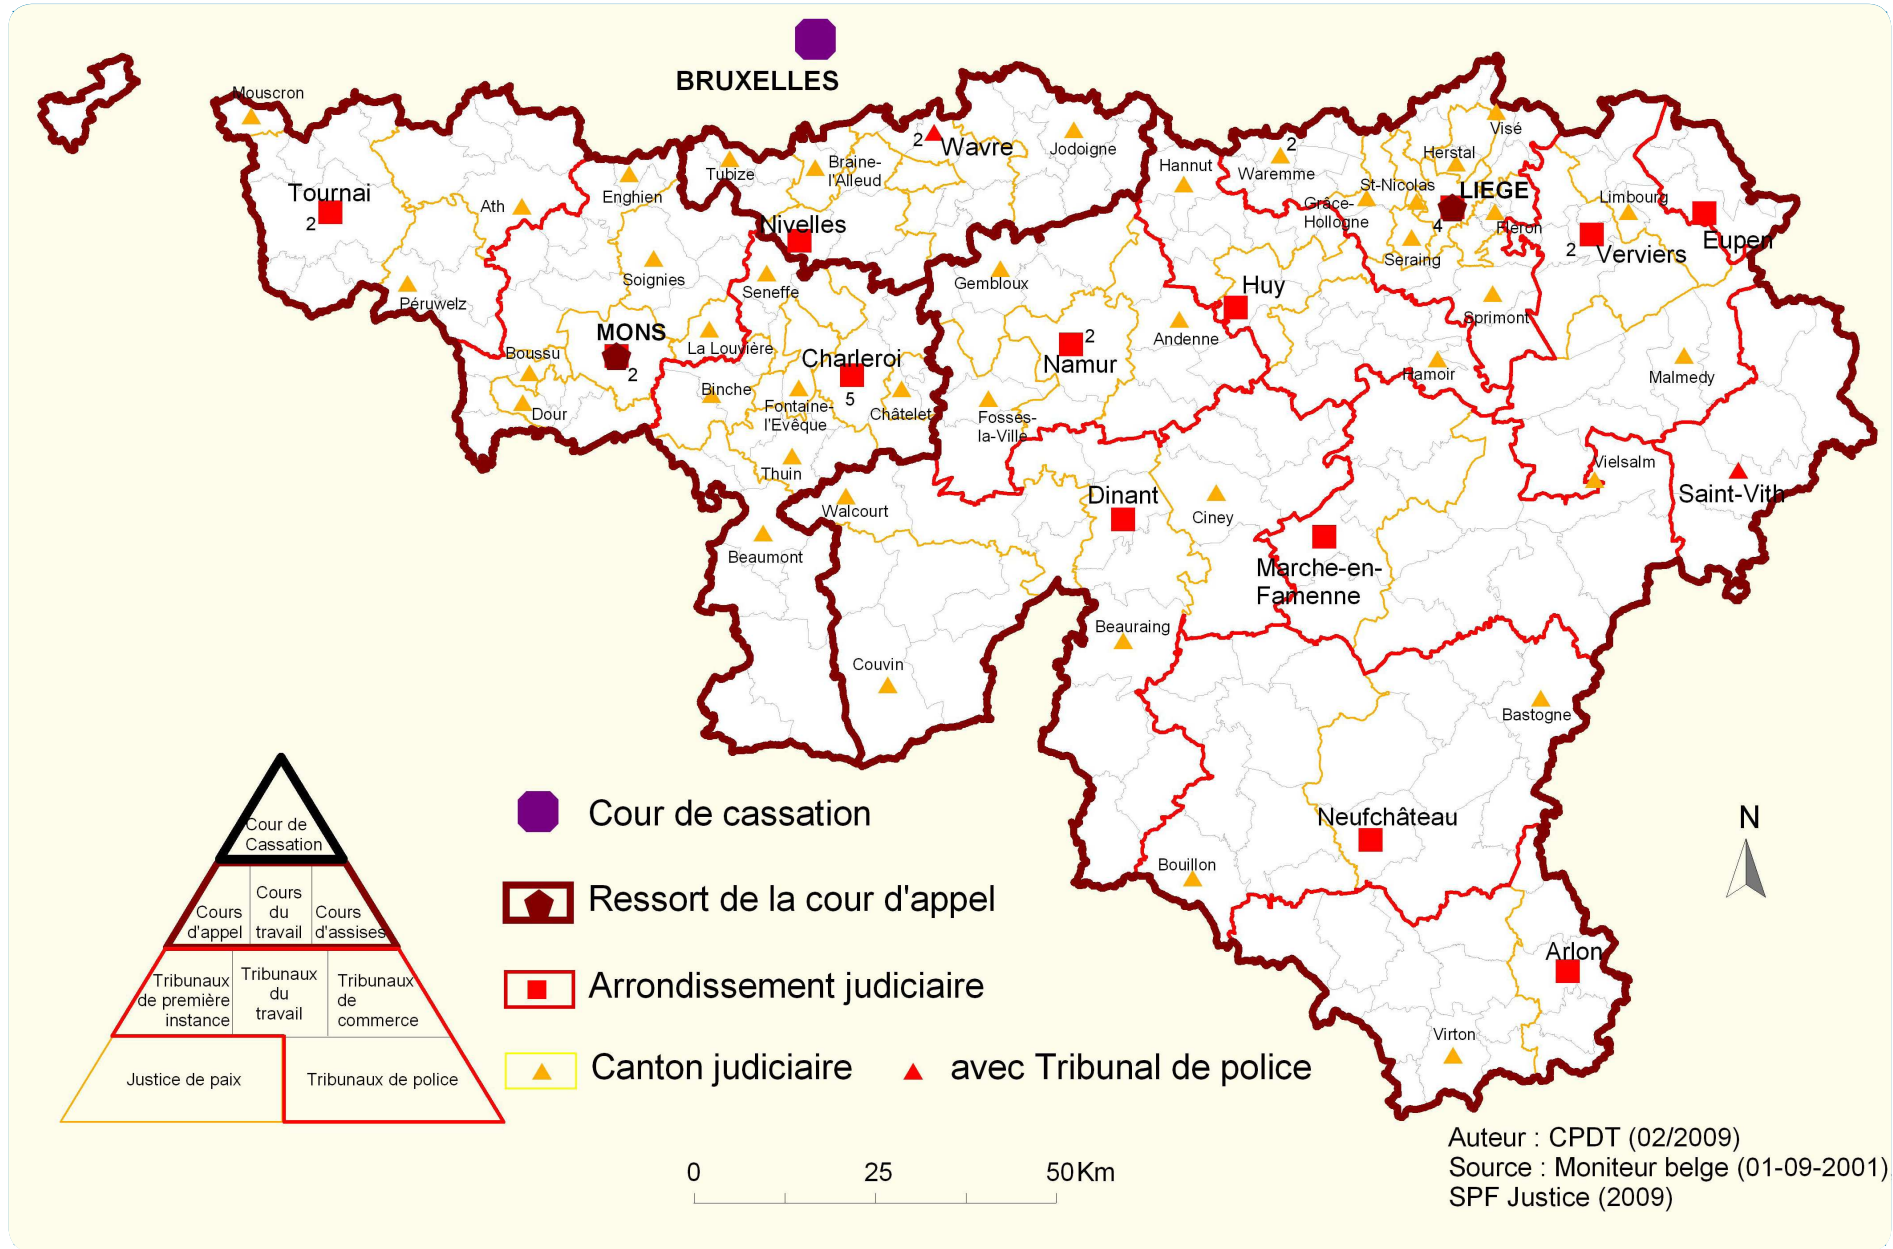 BRUXELLES
Mouscron
Tournai
2
Ath
Péruwelz
Enghien
Soignies
MONS
2
Boussu
Dour
La Louvière
Binche
Tubize
Braine-
l'Alleud
2
Wavre
Jodoigne
Nivelles
Seneffe
Charleroi
5
Fontaine-
l'Evêque
Châtelet
Thuin
Beaumont
Walcourt
Couvin
Gembloux
2
Namur
Fosses-
la-Ville
Andenne
Hannut
2
Waremme
Huy
Grâce-
Hollogne
St-Nicolas
Herstal
Visé
LIEGE
4
Fléron
Seraing
Sprimont
Hamoir
Limbourg
2
Verviers
Eupen
Malmedy
Vielsalm
Saint-Vith
Dinant
Ciney
Marche-en-
Famenne
Beauraing
Bastogne
Neufchâteau
Bouillon
Arlon
Virton
N
Cour de
Cassation
Cours
d'appel
Cours
du
travail
Cours
d'assises
Tribunaux
de première
instance
Tribunaux
du
travail
Tribunaux
de
commerce
Justice de paix
Tribunaux de police
Cour de cassation
Ressort de la cour d'appel
Arrondissement judiciaire
Canton judiciaire
avec Tribunal de police
0 25 50Km
Auteur : CPDT (02/2009)
Source : Moniteur belge (01-09-2001),
SPF Justice (2009)